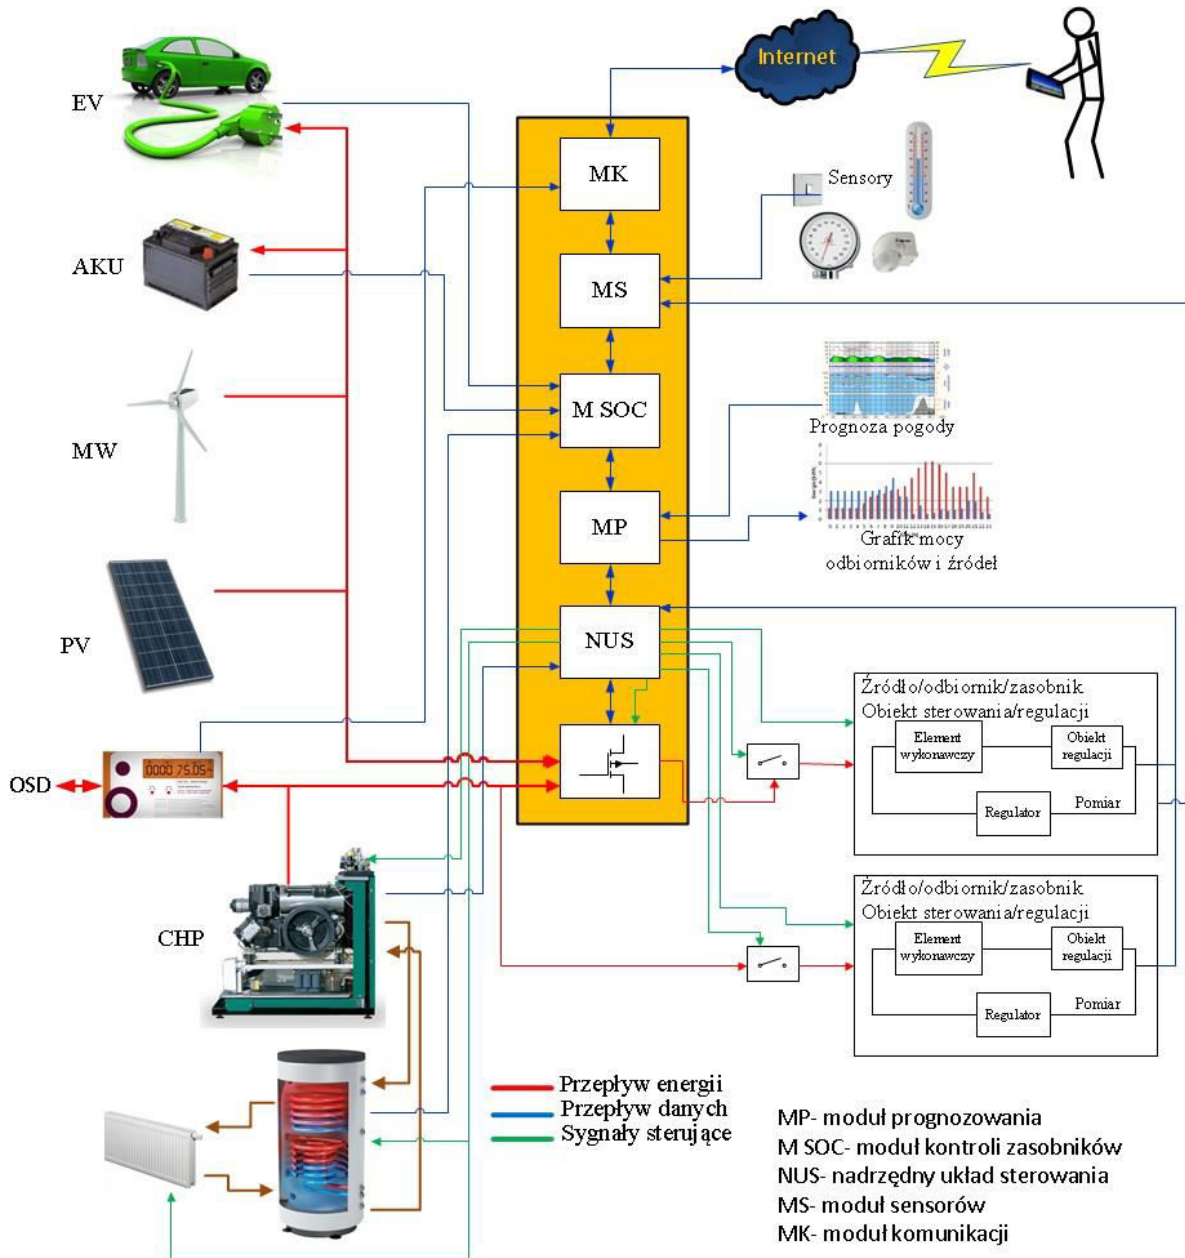 Internet
EV
MK
Sensory
AKU
MS
M SOC
Prognoza pogody
MW
MP
Grafik mocy
odbiorników i źródeł
PV
NUS
Źródło/odbiornik/zasobnik
Obiekt sterowania/regulacji
Element
wykonawczy
Obiekt
regulacji
Regulator
Pomiar
OSD
Źródło/odbiornik/zasobnik
Obiekt sterowania/regulacji
Element
wykonawczy
Obiekt
regulacji
Regulator
Pomiar
CHP
Przepływ energii
Przepływ danych
Sygnały sterujące
MP- moduł prognozowania
M SOC- moduł kontroli zasobników
NUS- nadrzędny układ sterowania
MS- moduł sensorów
MK- moduł komunikacji